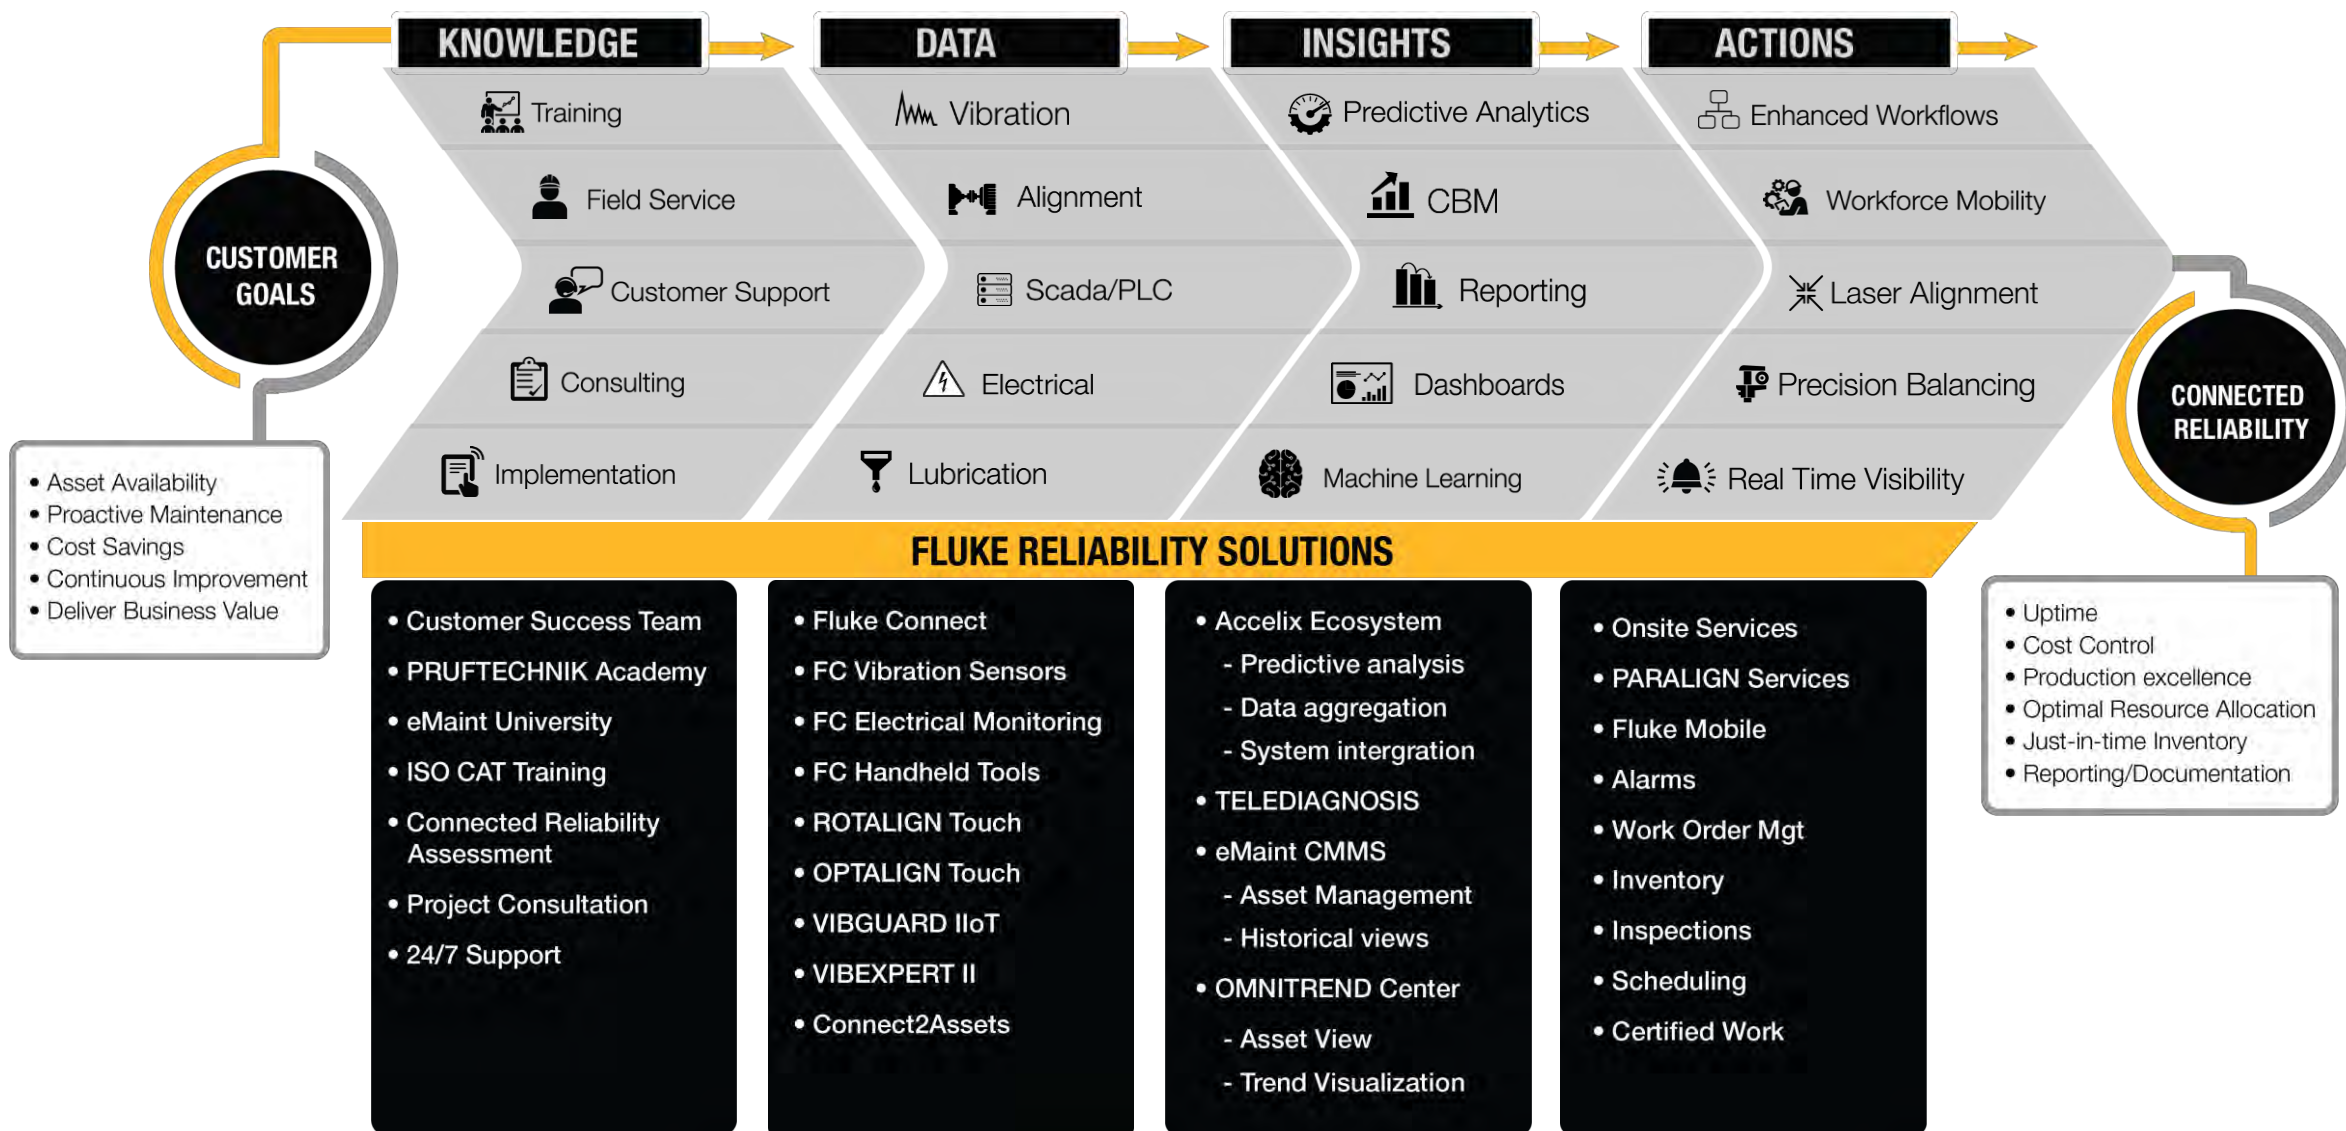 KNOWLEDGE
DATA
INSIGHTS
ACTIONS
CUSTOMER
GOALS
• Asset Availability
• Proactive Maintenance
• Cost Savings
• Continuous Improvement
• Deliver Business Value
Training
Field Service
Customer Support
Consulting
Implementation
Vibration
Alignment
Scada/PLC
Electrical
Lubrication
Predictive Analytics
CBM
Reporting
Dashboards
Machine Learning
Enhanced Workflows
Workforce Mobility
Laser Alignment
Precision Balancing
Real Time Visibility
CONNECTED
RELIABILITY
• Uptime
• Cost Control
• Production excellence
• Optimal Resource Allocation
• Just-in-time Inventory
• Reporting/Documentation
FLUKE RELIABILITY SOLUTIONS
• Customer Success Team
• PRUFTECHNIK Academy
• eMaint University
• ISO CAT Training
• Connected Reliability
Assessment
• Project Consultation
• 24/7 Support
• Fluke Connect
• FC Vibration Sensors
• FC Electrical Monitoring
• FC Handheld Tools
• ROTALIGN Touch
• OPTALIGN Touch
• VIBGUARD IIoT
• VIBEXPERT II
• Connect2Assets
• Accelix Ecosystem
- Predictive analysis
- Data aggregation
- System intergration
• TELEDIAGNOSIS
• eMaint CMMS
- Asset Management
- Historical views
• OMNITREND Center
- Asset View
- Trend Visualization
• Onsite Services
• PARALIGN Services
• Fluke Mobile
• Alarms
• Work Order Mgt
• Inventory
• Inspections
• Scheduling
• Certified Work